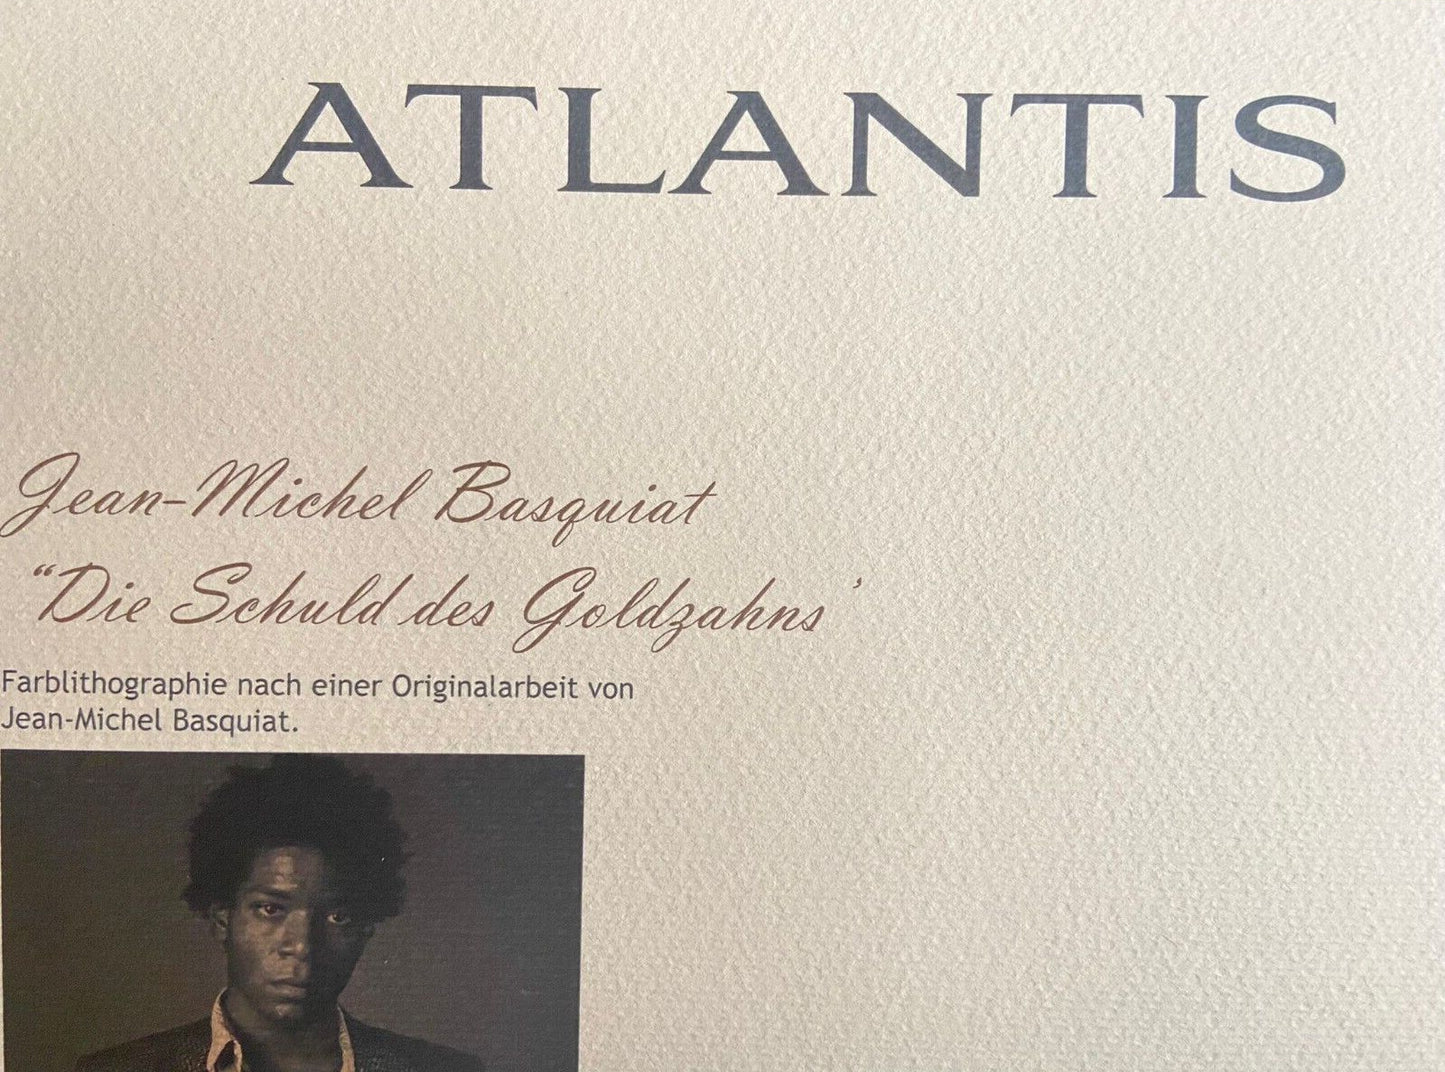 ATLANTIS
Jean-Michel Basquiat
“Die Schuld des Goldzahns’
Farblithographie nach einer Originalarbeit von
Jean-Michel Basquiat.